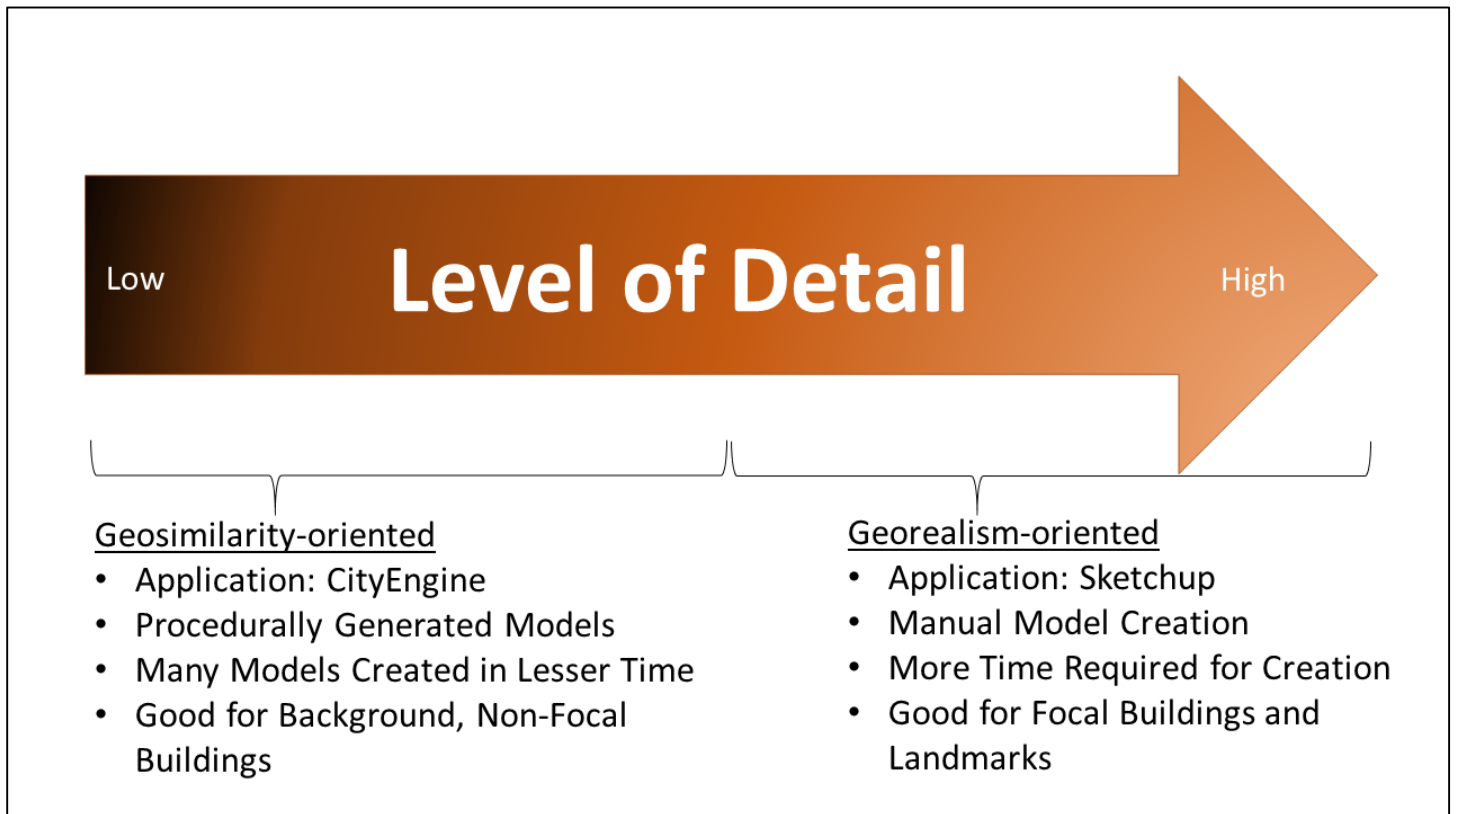 Low
Level of Detail
High
Geosimilarity-oriented
• Application: CityEngine
• Procedurally Generated Models
• Many Models Created in Lesser Time
• Good for Background, Non-Focal
Buildings
Georealism-oriented
• Application: Sketchup
• Manual Model Creation
• More Time Required for Creation
• Good for Focal Buildings and
Landmarks